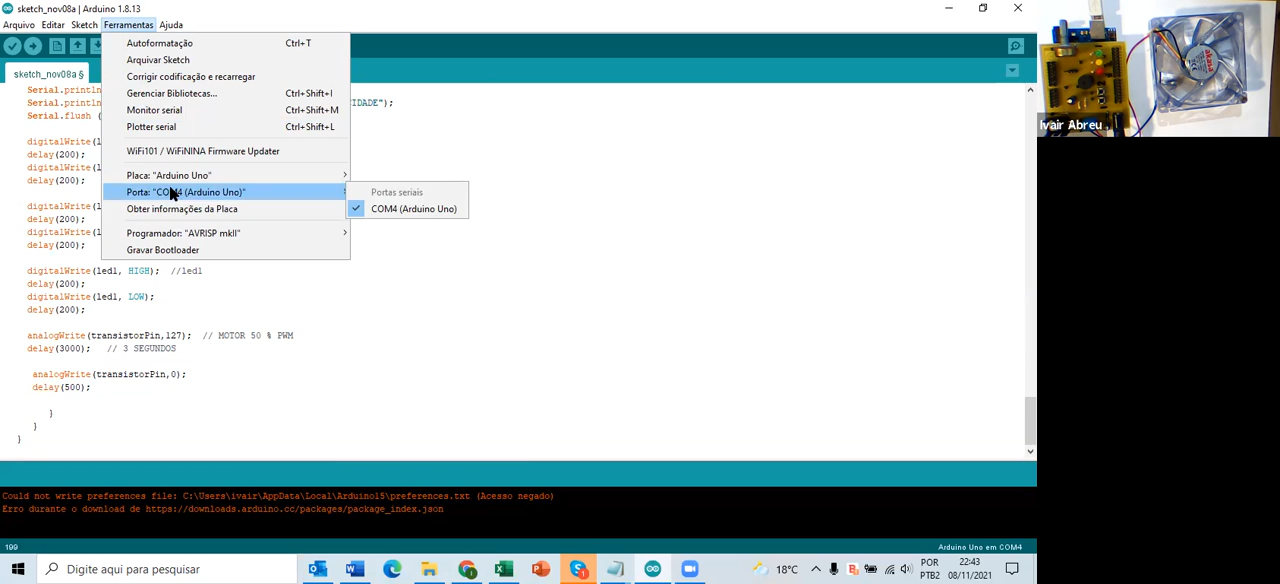 sketch_nov08a | Arduino 1.8.13
Arquivo Editar Sketch Ferramentas Ajuda
sketch_nov08a §
Autoformatação Ctrl+T
Arquivar Sketch
Corrigir codificação e recarregar
Gerenciar Bibliotecas... Ctrl+Shift+I
Monitor serial Ctrl+Shift+M
Plotter serial Ctrl+Shift+L
WiFi101 / WiFiNINA Firmware Updater
Placa: "Arduino Uno"
Porta: "COM4 (Arduino Uno)"
Obter informações da Placa
Programador: "AVRISP mkII"
Gravar Bootloader
Portas seriais
COM4 (Arduino Uno)
Serial.println
Serial.println IDADE");
Serial.flush (
digitalWrite(l
delay(200);
digitalWrite(l
delay(200);
digitalWrite(l
delay(200);
digitalWrite(l
delay(200);
digitalWrite(led1, HIGH); //led1
delay(200);
digitalWrite(led1, LOW);
delay(200);
analogWrite(transistorPin,127); // MOTOR 50 % PWM
delay(3000); // 3 SEGUNDOS
analogWrite(transistorPin,0);
delay(500);
}
}
}
Could not write preferences file: C:\Users\ivair\AppData\Local\Arduino15\preferences.txt (Acesso negado)
Erro durante o download de https://downloads.arduino.cc/packages/package_index.json
199 Arduino Uno em COM4
Digite aqui para pesquisar
18°C
POR
PTB2
22:43
08/11/2021
Ivair Abreu
akasa